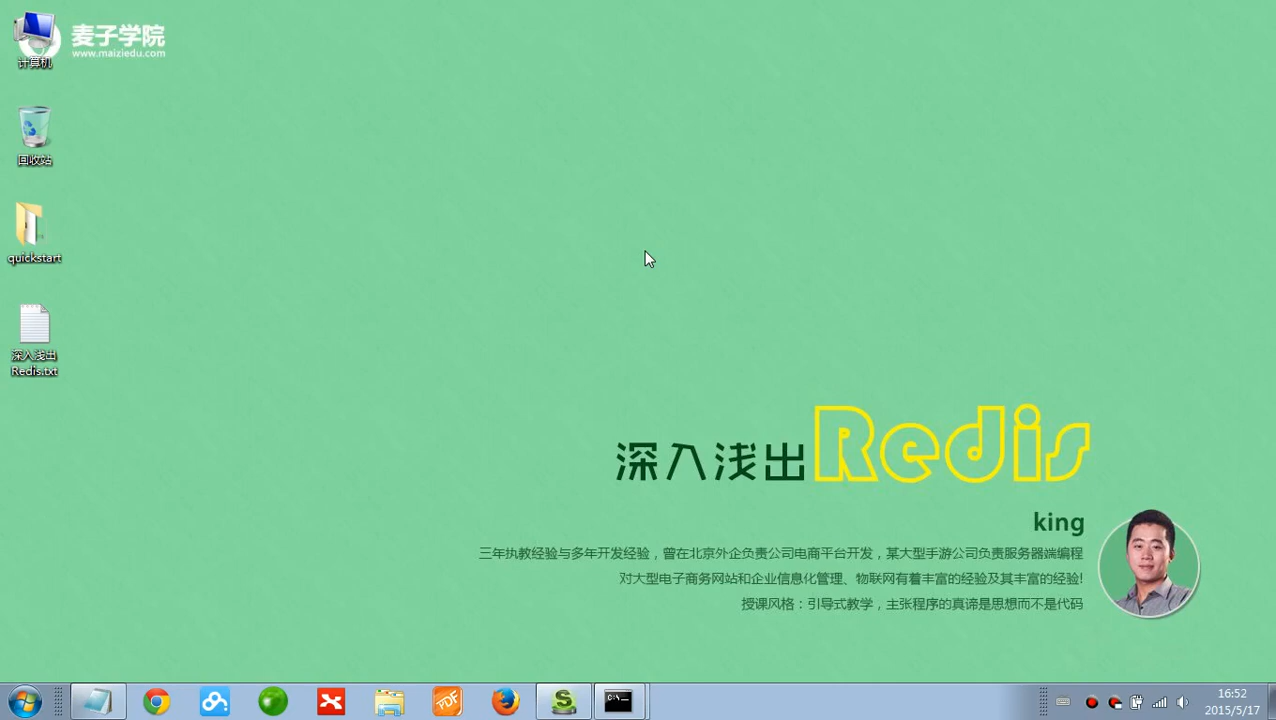 麦子学院
www.maiziedu.com
计算机
回收站
quickstart
深入浅出
Redis.txt
深入浅出Redis
king
三年执教经验与多年开发经验，曾在北京外企负责公司电商平台开发，某大型手游公司负责服务器端编程
对大型电子商务网站和企业信息化管理、物联网有着丰富的经验及其丰富的经验!
授课风格：引导式教学，主张程序的真谛是思想而不是代码
PDF
C:\
16:52
2015/5/17